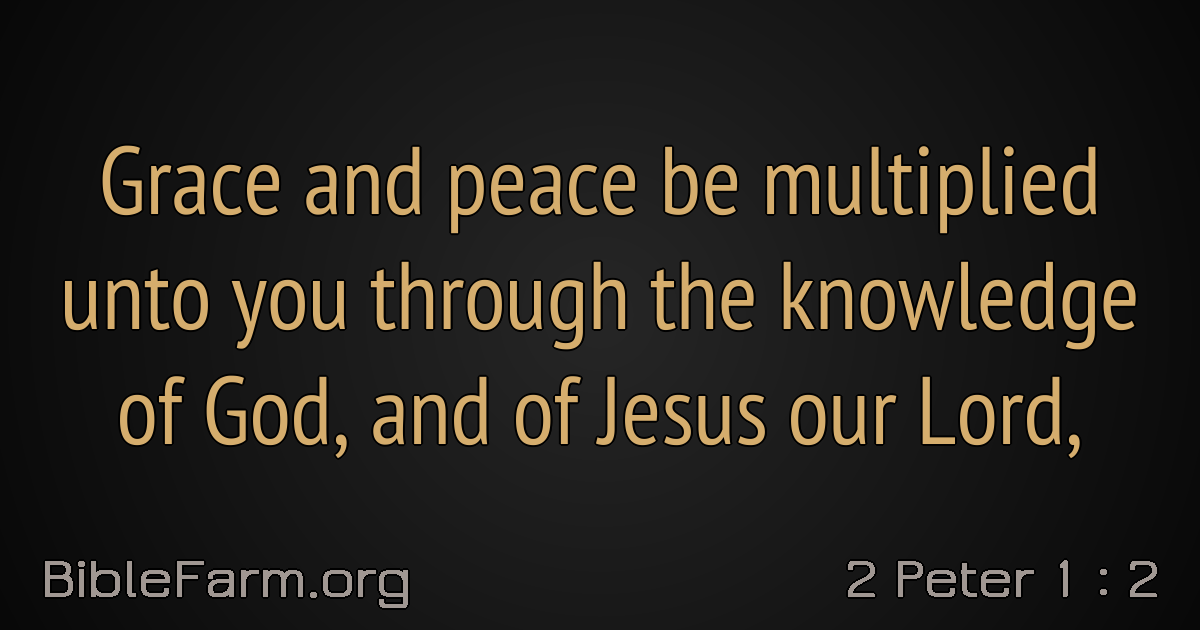 Grace and peace be multiplied
unto you through the knowledge
of God, and of Jesus our Lord,
BibleFarm.org
2 Peter 1 : 2